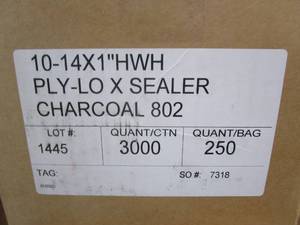 10-14X1"HWH
PLY-LO X SEALER
CHARCOAL 802
LOT #: QUANT/CTN QUANT/BAG
1445 3000 250
TAG: SO #: 7318